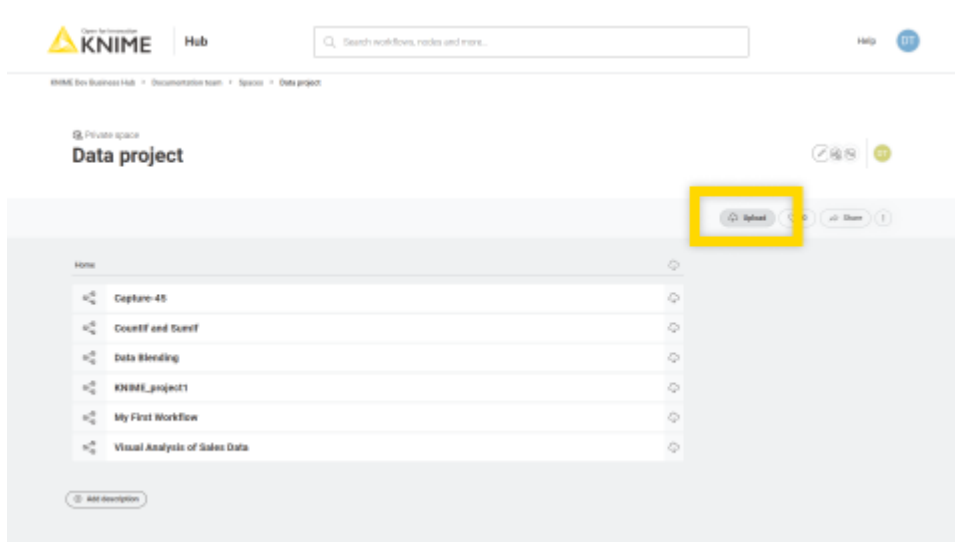 Open for Innovation
KNIME Hub
Search workflows, nodes and more...
Help DT
KNIME Dev Business Hub > Documentation team > Spaces > Data project
Private space
Data project
DT
Upload
0
Share
Home
Capture-45
Countif and Sumif
Data Blending
KNIME_project1
My First Workflow
Visual Analysis of Sales Data
Add description